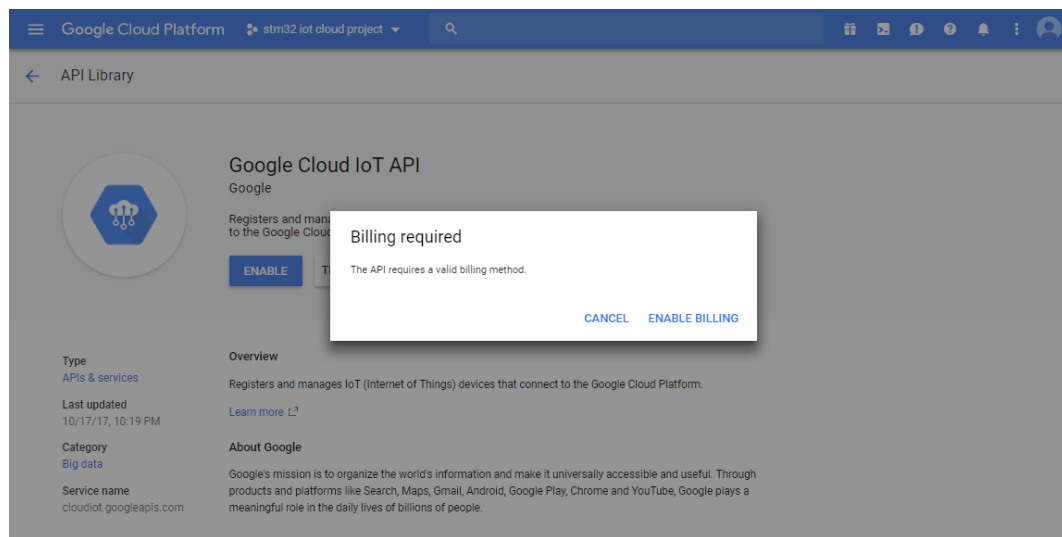 Google Cloud Platform
stm32 iot cloud project
API Library
Google Cloud IoT API
Google
Registers and mana
to the Google Clou
ENABLE
T
Billing required
The API requires a valid billing method.
CANCEL
ENABLE BILLING
Type
APIs & services
Last updated
10/17/17, 10:19 PM
Category
Big data
Service name
cloudiot.googleapis.com
Overview
Registers and manages IoT (Internet of Things) devices that connect to the Google Cloud Platform.
Learn more
About Google
Google's mission is to organize the world's information and make it universally accessible and useful. Through
products and platforms like Search, Maps, Gmail, Android, Google Play, Chrome and YouTube, Google plays a
meaningful role in the daily lives of billions of people.